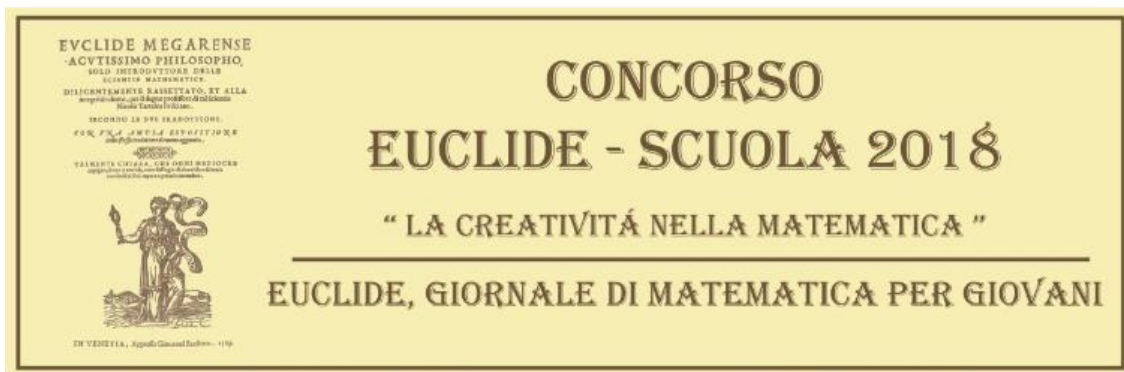 EVCLIDE MEGARENSE
ACVTISSIMO PHILOSOPHO,
SOLO INTRODVTTORE DELLE
SCIENTIE MATHEMATICE.
DILIGENTEMENTE RASSETTATO, ET ALLA
SECONDO LE DVE TRADOTTIONI.
CON VNA AMPLA ESPOSITIONE
TALMENTE CHIARA, CHE OGNI MEDIOCRE
IN VENETIA,
CONCORSO
EUCLIDE - SCUOLA 2018
“ LA CREATIVITÁ NELLA MATEMATICA ”
EUCLIDE, GIORNALE DI MATEMATICA PER GIOVANI